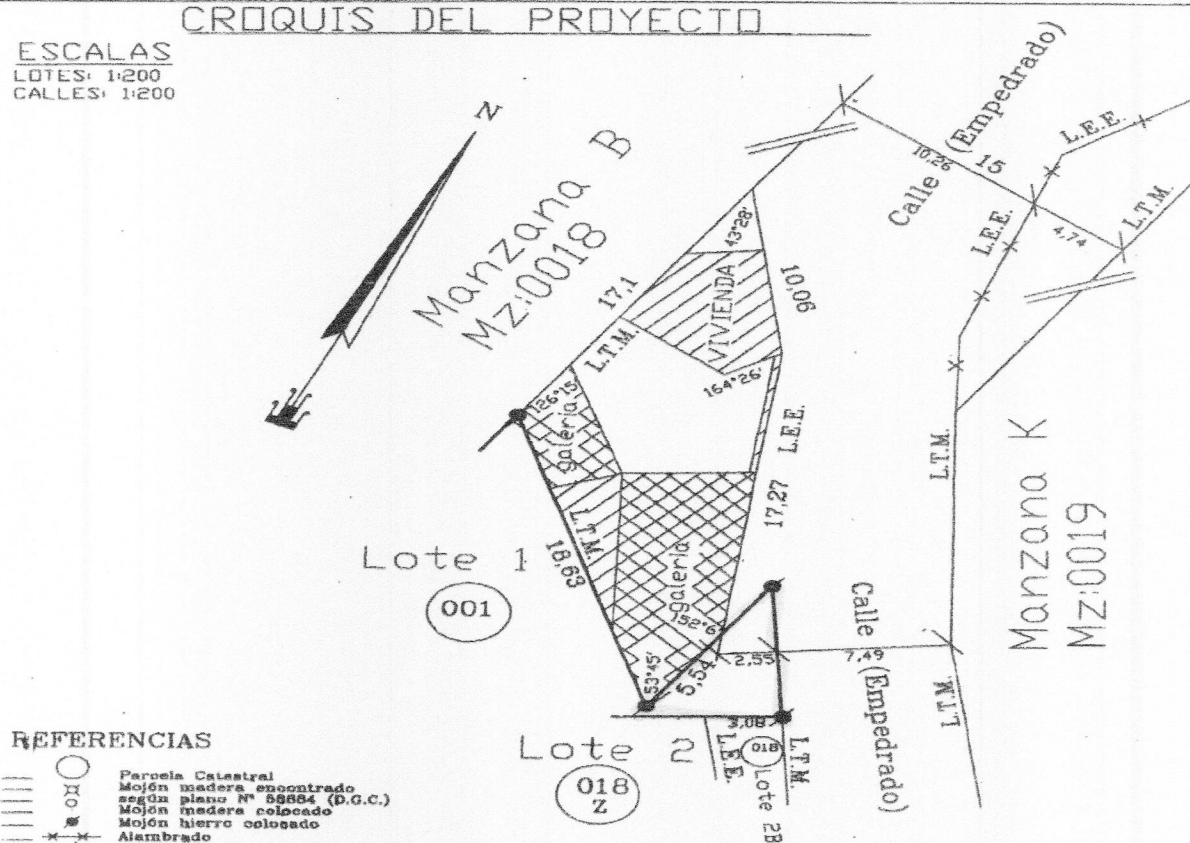 CROQUIS DEL PROYECTO
ESCALAS
LOTES: 1:200
CALLES: 1:200
N
Manzana B
Mz:0018
Calle 15 (Empedrado)
10,26
4,74
L.E.E.
L.E.E.
L.T.M.
43°28'
10,06
17,1
L.T.M.
VIVIENDA
164°26'
126°15'
galería
L.E.E.
17,27
L.T.M.
18,63
galería
152°6'
53°45'
5,54
2,55
7,49
3,08
Lote 1
001
Calle (Empedrado)
L.T.M.
L.T.M.
Manzana K
Mz:0019
Lote 2
018
Z
L.E.E.
018
Lote 2B
L.T.M.
REFERENCIAS
Parcela Catastral
Mojón madera encontrado
según plano Nº 58684 (D.G.C.)
Mojón madera colocado
Mojón hierro colocado
Alambrado